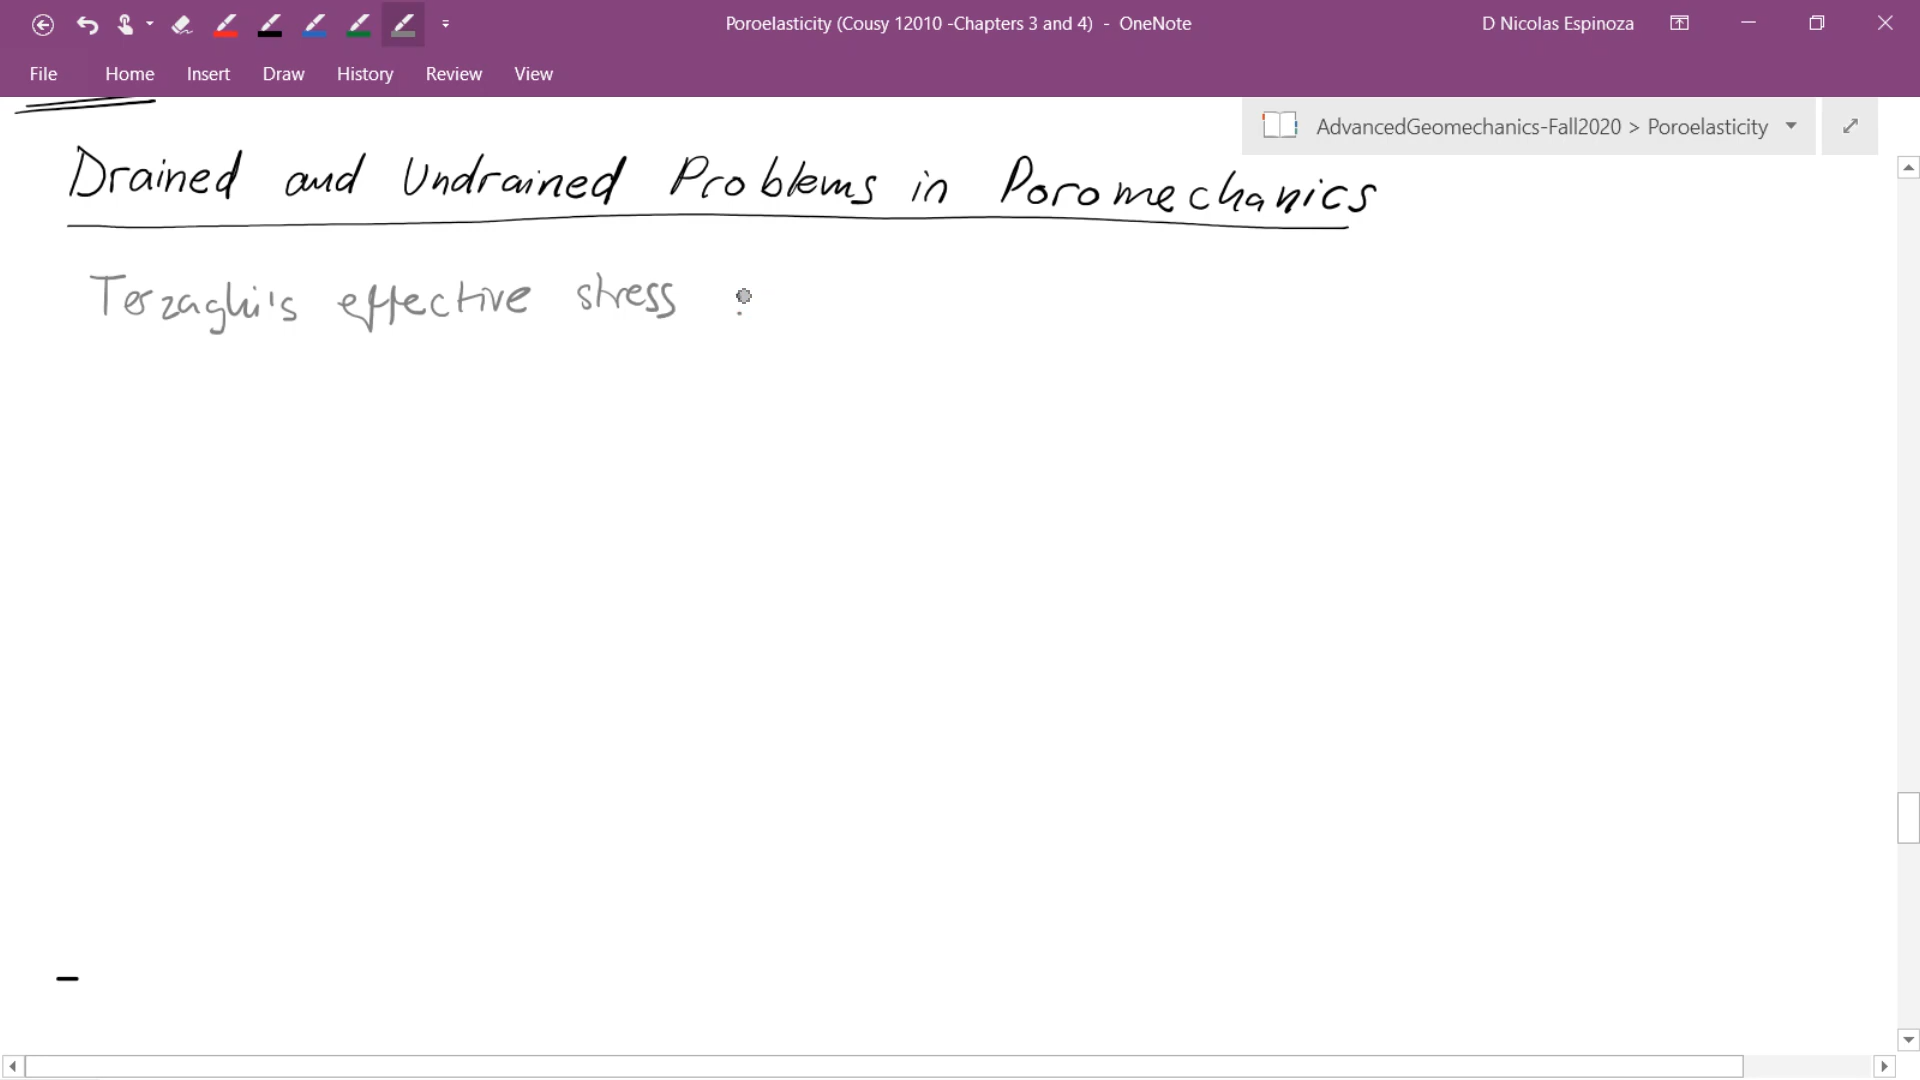 Poroelasticity (Cousy 12010 -Chapters 3 and 4) - OneNote
D Nicolas Espinoza
File Home Insert Draw History Review View
AdvancedGeomechanics-Fall2020 > Poroelasticity
Drained and Undrained Problems in Poromechanics
Terzaghi's effective stress :